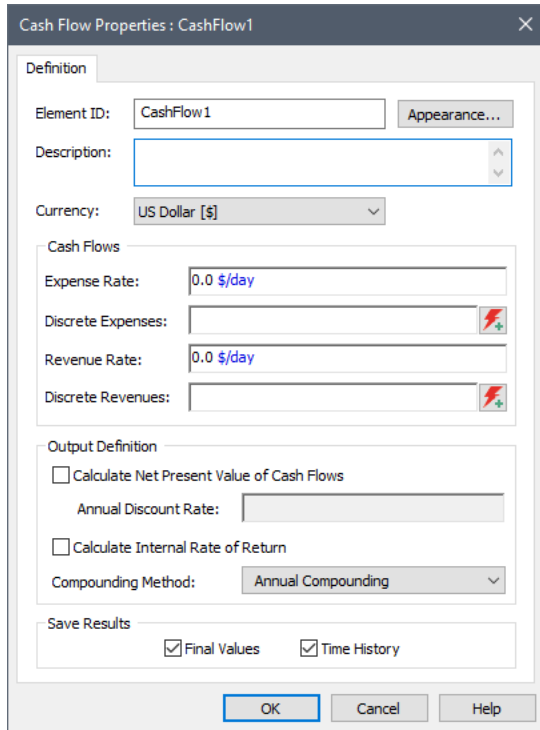 Cash Flow Properties : CashFlow1
Definition
Element ID: CashFlow1 Appearance...
Description:
Currency: US Dollar [$]
Cash Flows
Expense Rate: 0.0 $/day
Discrete Expenses:
Revenue Rate: 0.0 $/day
Discrete Revenues:
Output Definition
Calculate Net Present Value of Cash Flows
Annual Discount Rate:
Calculate Internal Rate of Return
Compounding Method: Annual Compounding
Save Results
Final Values Time History
OK Cancel Help